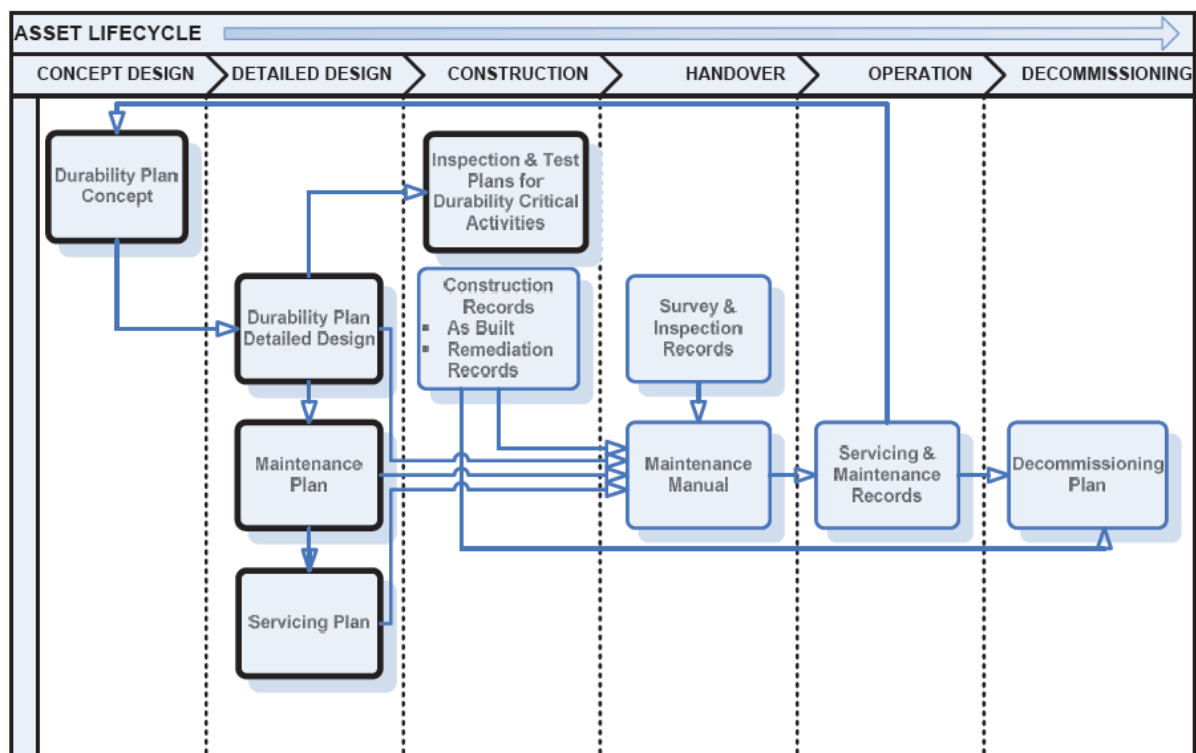 ASSET LIFECYCLE
CONCEPT DESIGN
DETAILED DESIGN
CONSTRUCTION
HANDOVER
OPERATION
DECOMMISSIONING
Durability Plan
Concept
Inspection & Test
Plans for
Durability Critical
Activities
Durability Plan
Detailed Design
Construction
Records
▪ As Built
▪ Remediation
Records
Survey &
Inspection
Records
Maintenance
Plan
Maintenance
Manual
Servicing &
Maintenance
Records
Decommissioning
Plan
Servicing Plan